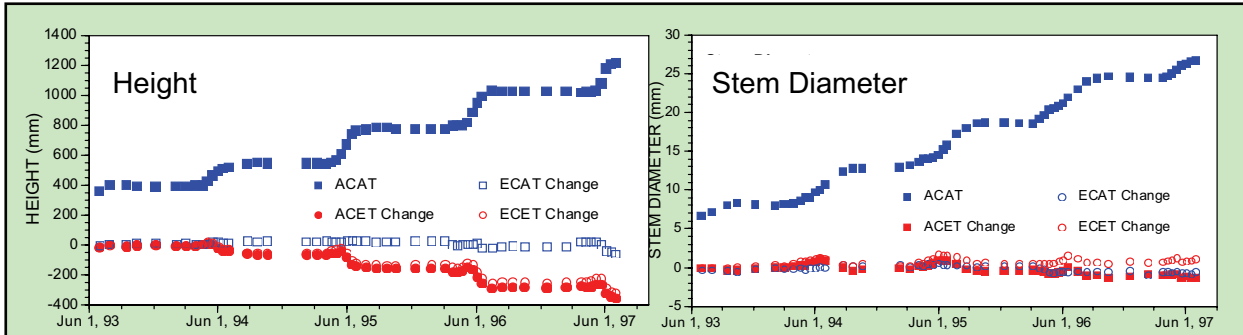 1400
1200
1000
800
600
400
200
0
-200
-400
HEIGHT (mm)
Height
ACAT
ECAT Change
ACET Change
ECET Change
Jun 1, 93
Jun 1, 94
Jun 1, 95
Jun 1, 96
Jun 1, 97
30
25
20
15
10
5
0
-5
STEM DIAMETER (mm)
Stem Diameter
ACAT
ECAT Change
ACET Change
ECET Change
Jun 1, 93
Jun 1, 94
Jun 1, 95
Jun 1, 96
Jun 1, 97